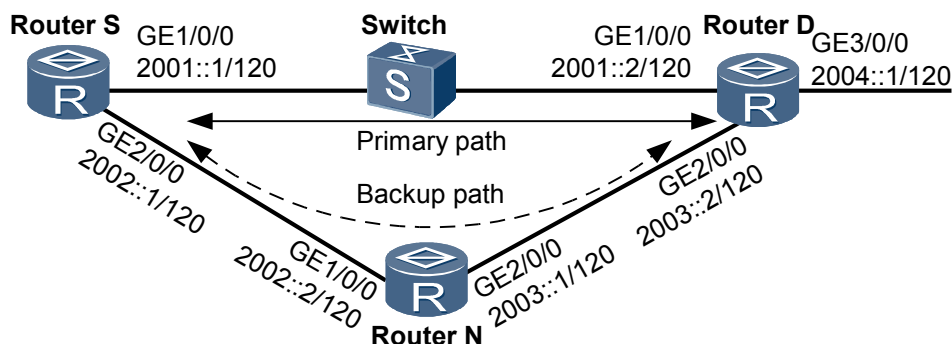 Router S
GE1/0/0
2001::1/120
Switch
S
GE1/0/0
2001::2/120
Router D
GE3/0/0
2004::1/120
R
R
Primary path
GE2/0/0
2002::1/120
Backup path
GE2/0/0
2003::2/120
GE1/0/0
2002::2/120
R
GE2/0/0
2003::1/120
Router N